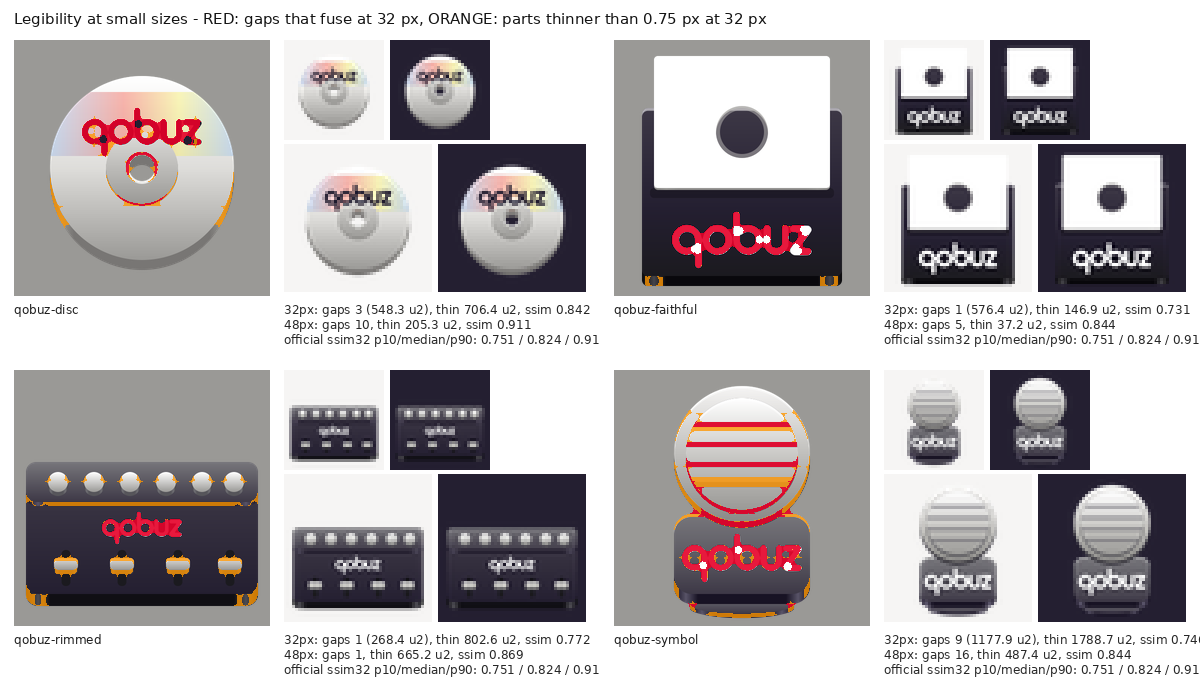 Legibility at small sizes - RED: gaps that fuse at 32 px, ORANGE: parts thinner than 0.75 px at 32 px
qobuz
qobuz
qobuz
qobuz
qobuz
qobuz
qobuz
qobuz
qobuz
qobuz
qobuz-disc
32px: gaps 3 (548.3 u2), thin 706.4 u2, ssim 0.842
48px: gaps 10, thin 205.3 u2, ssim 0.911
official ssim32 p10/median/p90: 0.751 / 0.824 / 0.91
qobuz-faithful
32px: gaps 1 (576.4 u2), thin 146.9 u2, ssim 0.731
48px: gaps 5, thin 37.2 u2, ssim 0.844
official ssim32 p10/median/p90: 0.751 / 0.824 / 0.91
qobuz
qobuz
qobuz
qobuz
qobuz
qobuz
qobuz
qobuz
qobuz
qobuz
qobuz-rimmed
32px: gaps 1 (268.4 u2), thin 802.6 u2, ssim 0.772
48px: gaps 1, thin 665.2 u2, ssim 0.869
official ssim32 p10/median/p90: 0.751 / 0.824 / 0.91
qobuz-symbol
32px: gaps 9 (1177.9 u2), thin 1788.7 u2, ssim 0.746
48px: gaps 16, thin 487.4 u2, ssim 0.844
official ssim32 p10/median/p90: 0.751 / 0.824 / 0.91